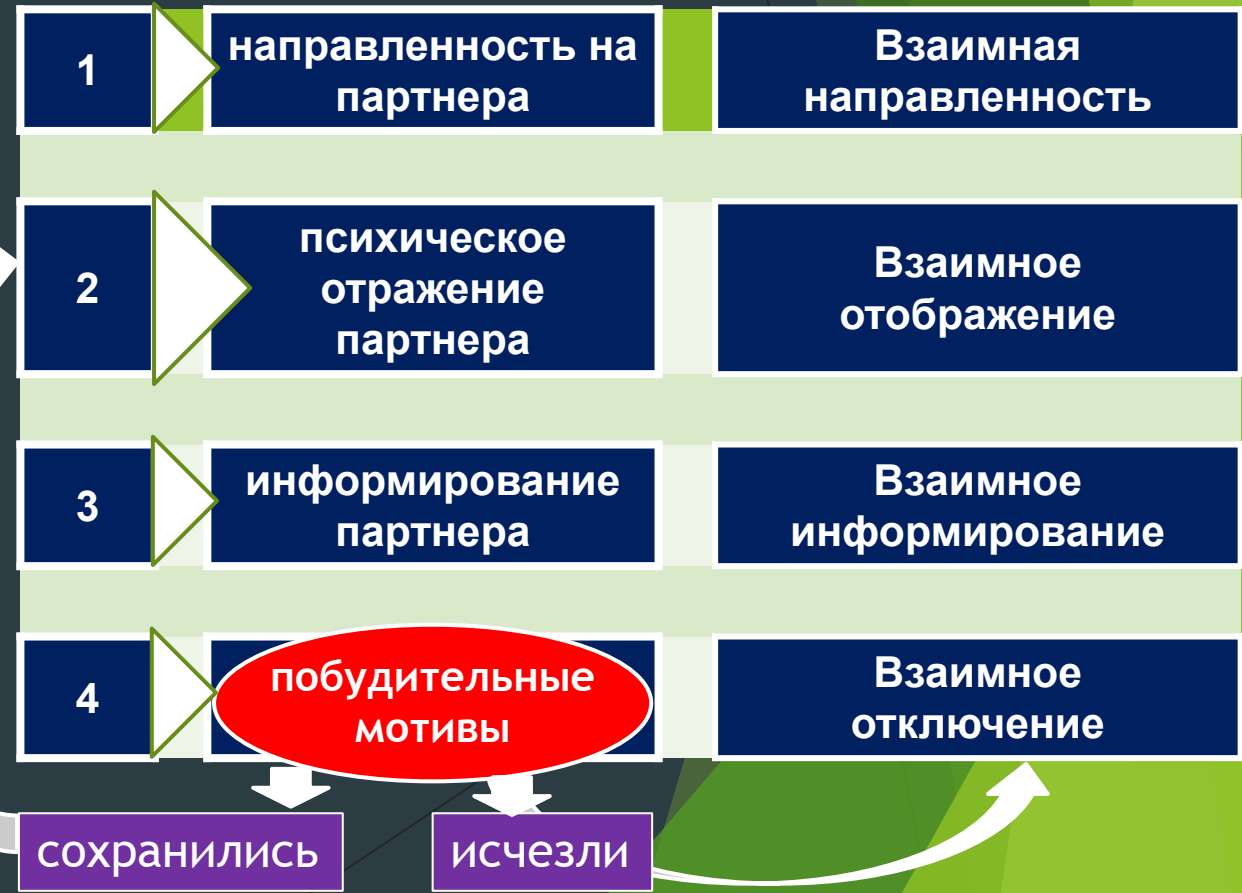 1
направленность на
партнера
Взаимная
направленность
2
психическое
отражение
партнера
Взаимное
отображение
3
информирование
партнера
Взаимное
информирование
4
побудительные
мотивы
Взаимное
отключение
сохранились
исчезли